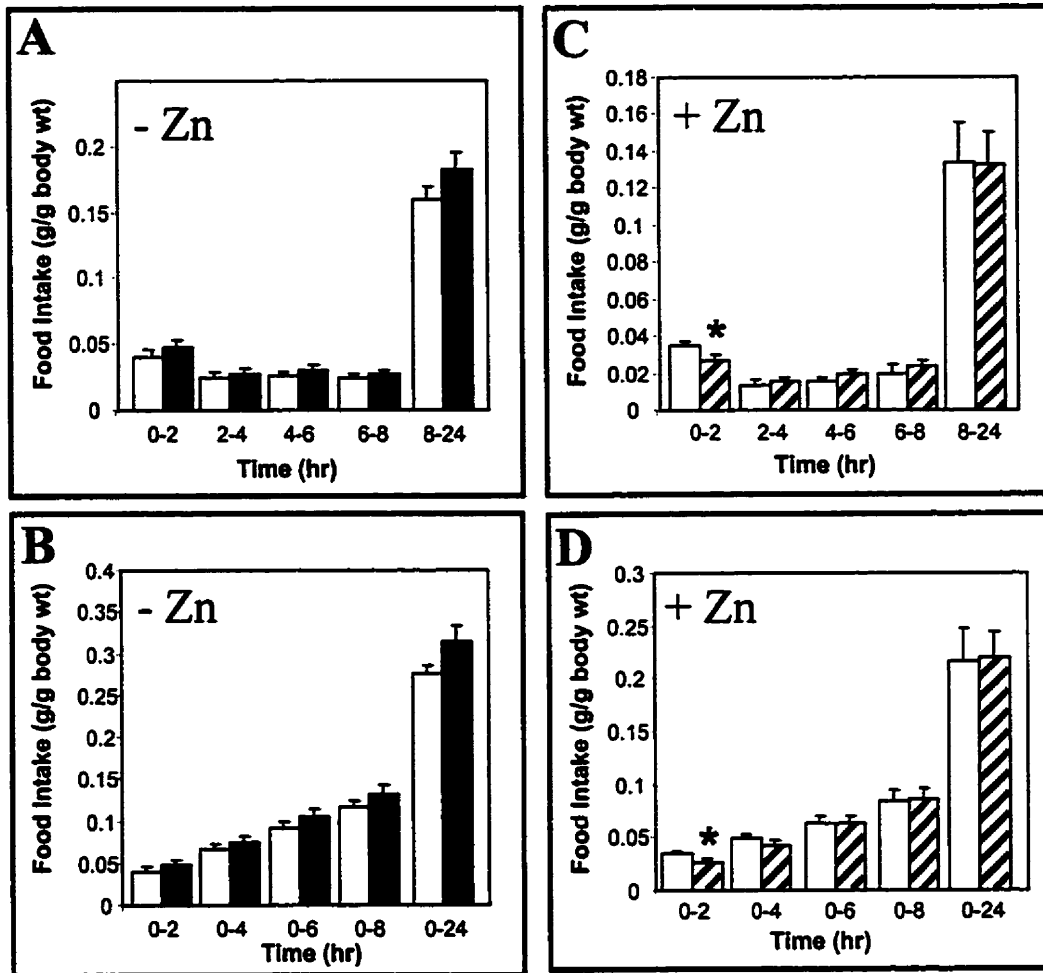 A
- Zn
Food Intake (g/g body wt)
0.2
0.15
0.1
0.05
0
0-2 2-4 4-6 6-8 8-24
Time (hr)
C
+ Zn
Food Intake (g/g body wt)
0.18
0.16
0.14
0.12
0.1
0.08
0.06
0.04
0.02
0
*
0-2 2-4 4-6 6-8 8-24
Time (hr)
B
- Zn
Food Intake (g/g body wt)
0.4
0.35
0.3
0.25
0.2
0.15
0.1
0.05
0
0-2 0-4 0-6 0-8 0-24
Time (hr)
D
+ Zn
Food Intake (g/g body wt)
0.3
0.25
0.2
0.15
0.1
0.05
0
*
0-2 0-4 0-6 0-8 0-24
Time (hr)